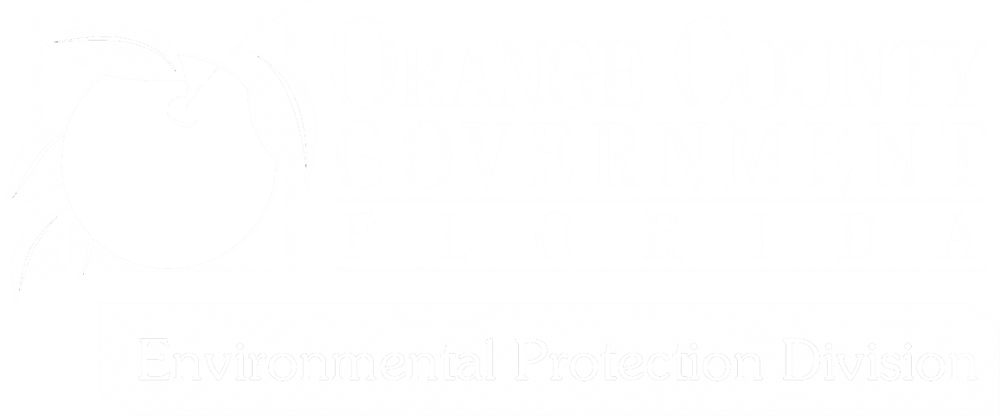 ORANGE COUNTY
GOVERNMENT
FLORIDA
Environmental Protection Division